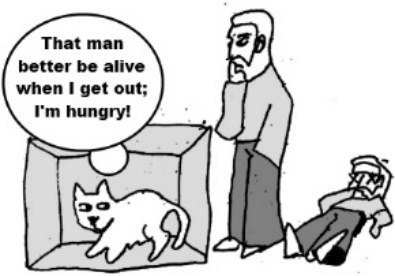 That man
better be alive
when I get out;
I'm hungry!